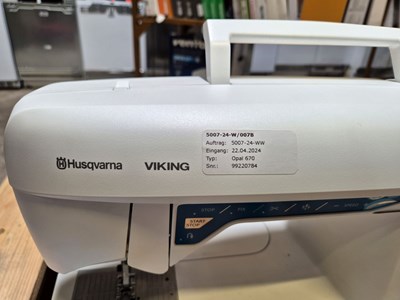 5007-24-W/0078
Auftrag: 5007-24-WW
Eingang: 22.04.2024
Typ: Opal 670
Snr.: 99220784
Husqvarna VIKING
START
STOP